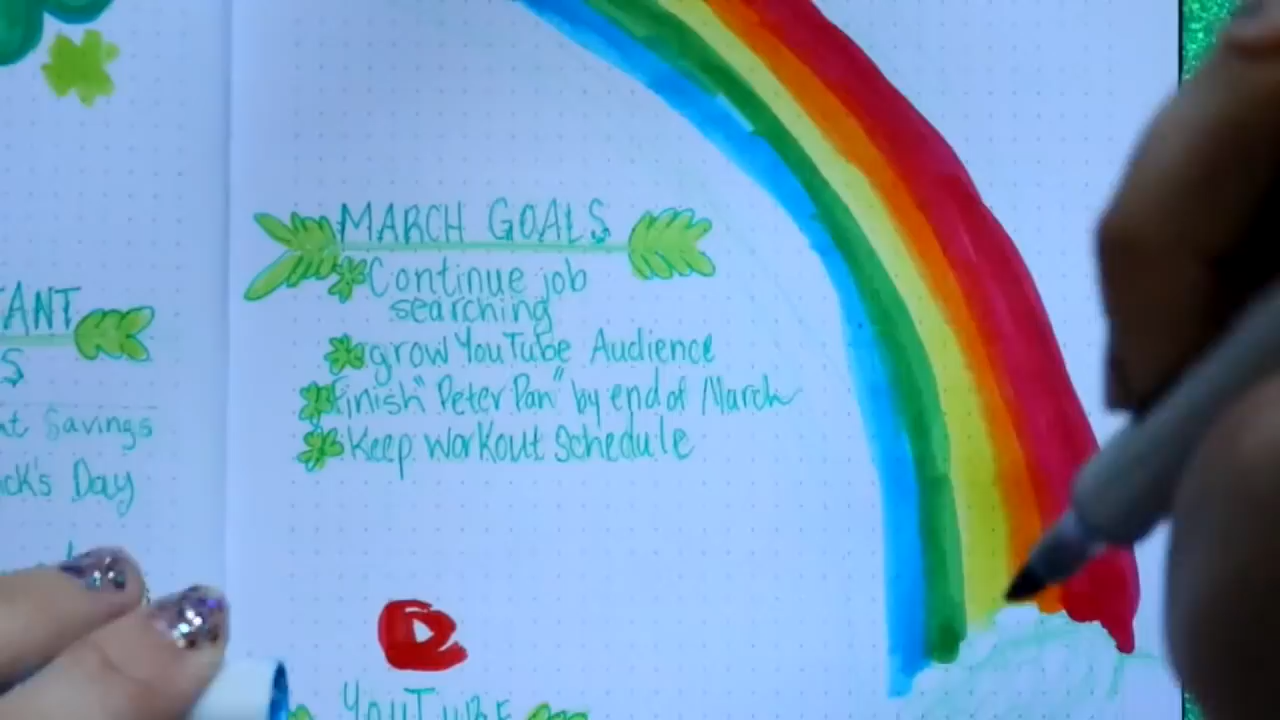 MARCH GOALS
Continue job
searching
grow YouTube Audience
Finish "Peter Pan" by end of March
Keep workout Schedule
ANT
S
nt Savings
ck's Day
YOUTUBE